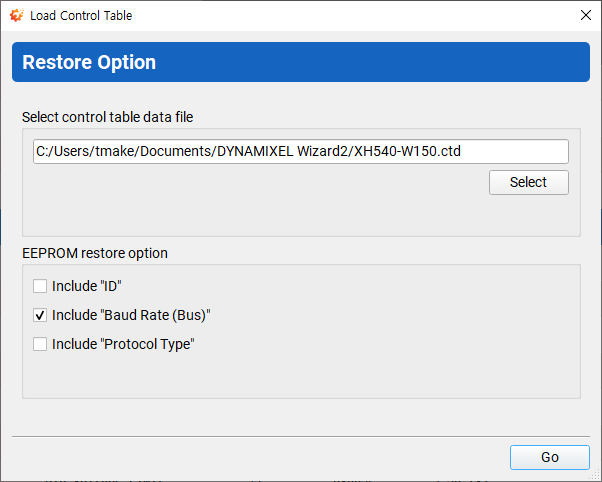 Load Control Table
Restore Option
Select control table data file
C:/Users/tmake/Documents/DYNAMIXEL Wizard2/XH540-W150.ctd
Select
EEPROM restore option
Include "ID"
Include "Baud Rate (Bus)"
Include "Protocol Type"
Go